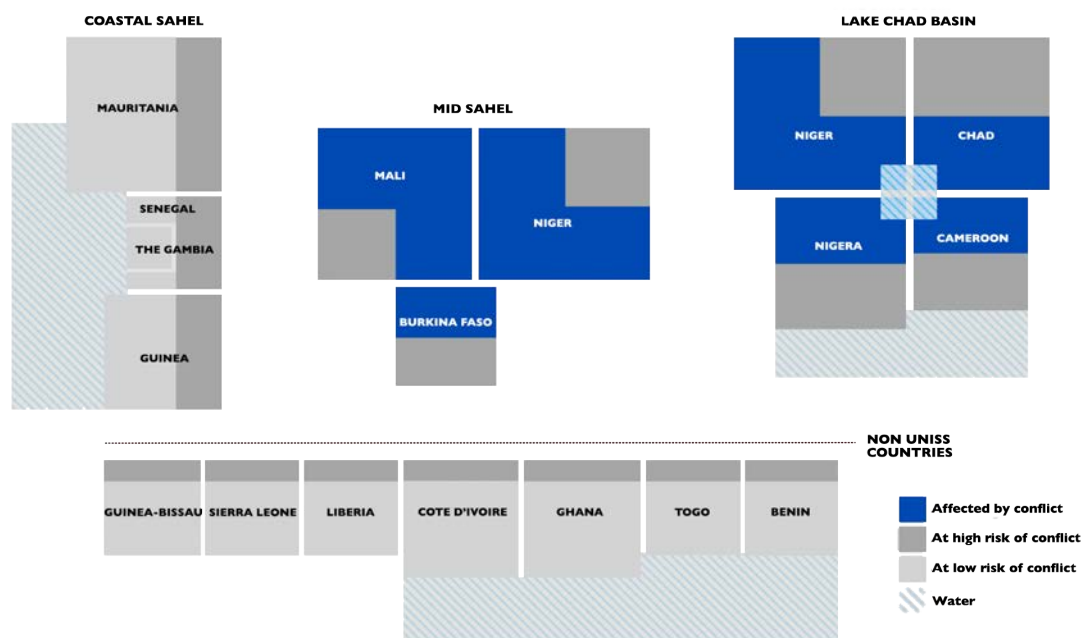 COASTAL SAHEL
MAURITANIA
SENEGAL
THE GAMBIA
GUINEA
MID SAHEL
MALI
NIGER
BURKINA FASO
LAKE CHAD BASIN
NIGER
CHAD
NIGERA
CAMEROON
NON UNISS
COUNTRIES
GUINEA-BISSAU
SIERRA LEONE
LIBERIA
COTE D'IVOIRE
GHANA
TOGO
BENIN
Affected by conflict
At high risk of conflict
At low risk of conflict
Water